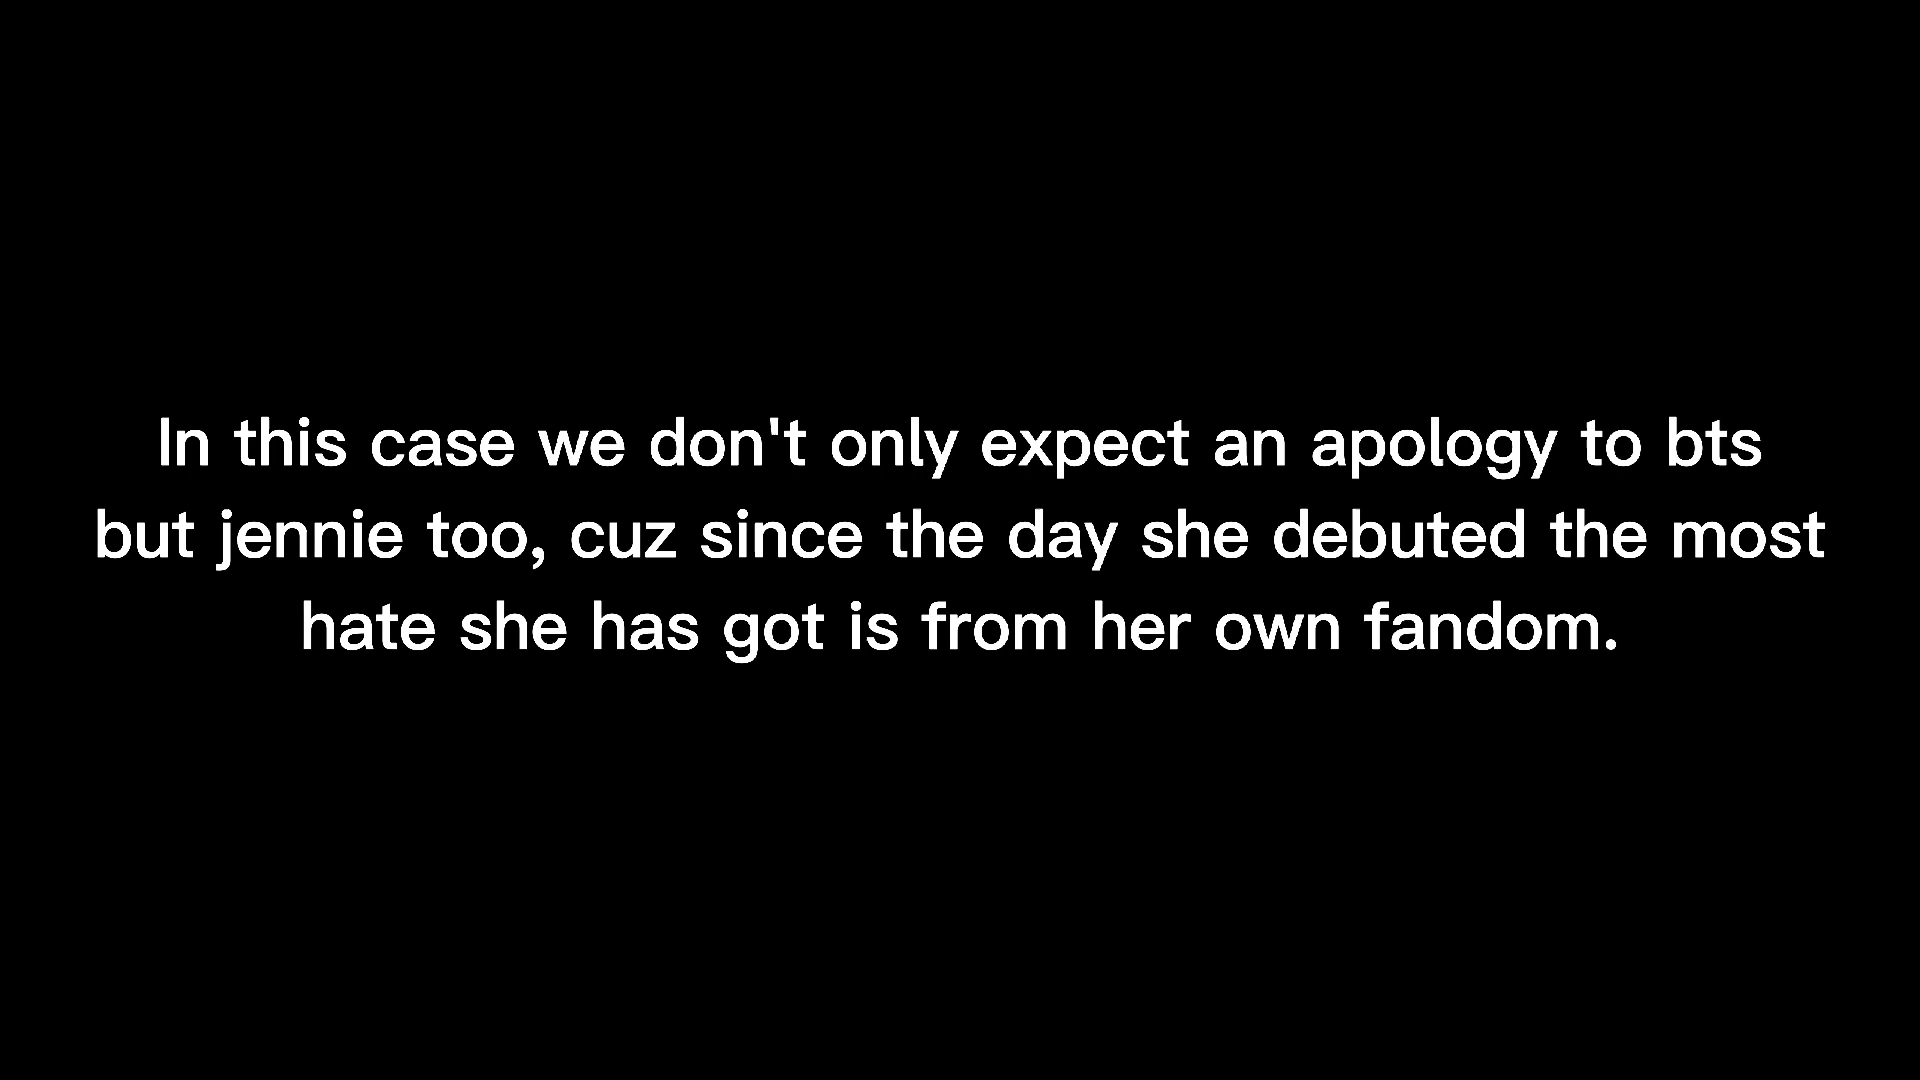 In this case we don't only expect an apology to bts
but jennie too, cuz since the day she debuted the most
hate she has got is from her own fandom.